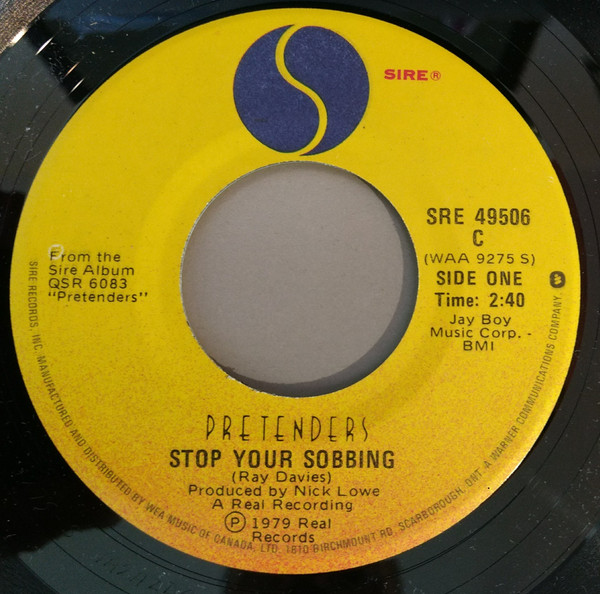 SIRE®
SRE 49506
C
(WAA 9275 S)
SIDE ONE
Time: 2:40
Jay Boy
Music Corp. -
BMI
From the
Sire Album
QSR 6083
"Pretenders"
PRETENDERS
STOP YOUR SOBBING
(Ray Davies)
Produced by Nick Lowe
A Real Recording
℗ 1979 Real
Records
SIRE RECORDS, INC. MANUFACTURED AND DISTRIBUTED BY WEA MUSIC OF CANADA, LTD. 1810 BIRCHMOUNT RD, SCARBOROUGH, ONT. A WARNER COMMUNICATIONS COMPANY.